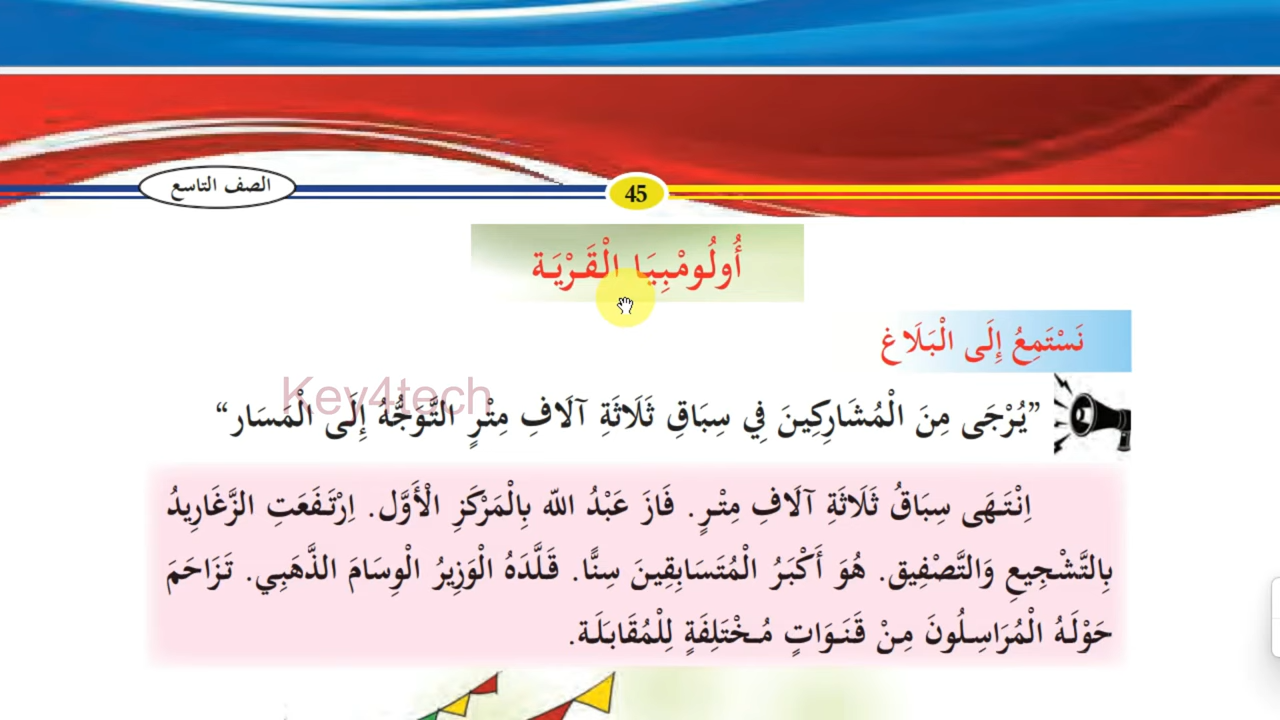 الصف التاسع
45
أُولُومْبِيَا الْقَرْيَة
نَسْتَمِعُ إِلَى الْبَلَاغ
”يُرْجَى مِنَ الْمُشَارِكِينَ فِي سِبَاقِ ثَلَاثَةِ آلَافِ مِتْرٍ التَّوَجُّهُ إِلَى الْمَسَار“
Key4tech
اِنْتَهَى سِبَاقُ ثَلَاثَةِ آلَافِ مِتْرٍ. فَازَ عَبْدُ اللّٰه بِالْمَرْكَزِ الْأَوَّل. اِرْتَفَعَتِ الزَّغَارِيدُ
بِالتَّشْجِيعِ وَالتَّصْفِيق. هُوَ أَكْبَرُ الْمُتَسَابِقِينَ سِنًّا. قَلَّدَهُ الْوَزِيرُ الْوِسَامَ الذَّهَبِي. تَزَاحَمَ
حَوْلَهُ الْمُرَاسِلُونَ مِنْ قَنَوَاتٍ مُخْتَلِفَةٍ لِلْمُقَابَلَة.